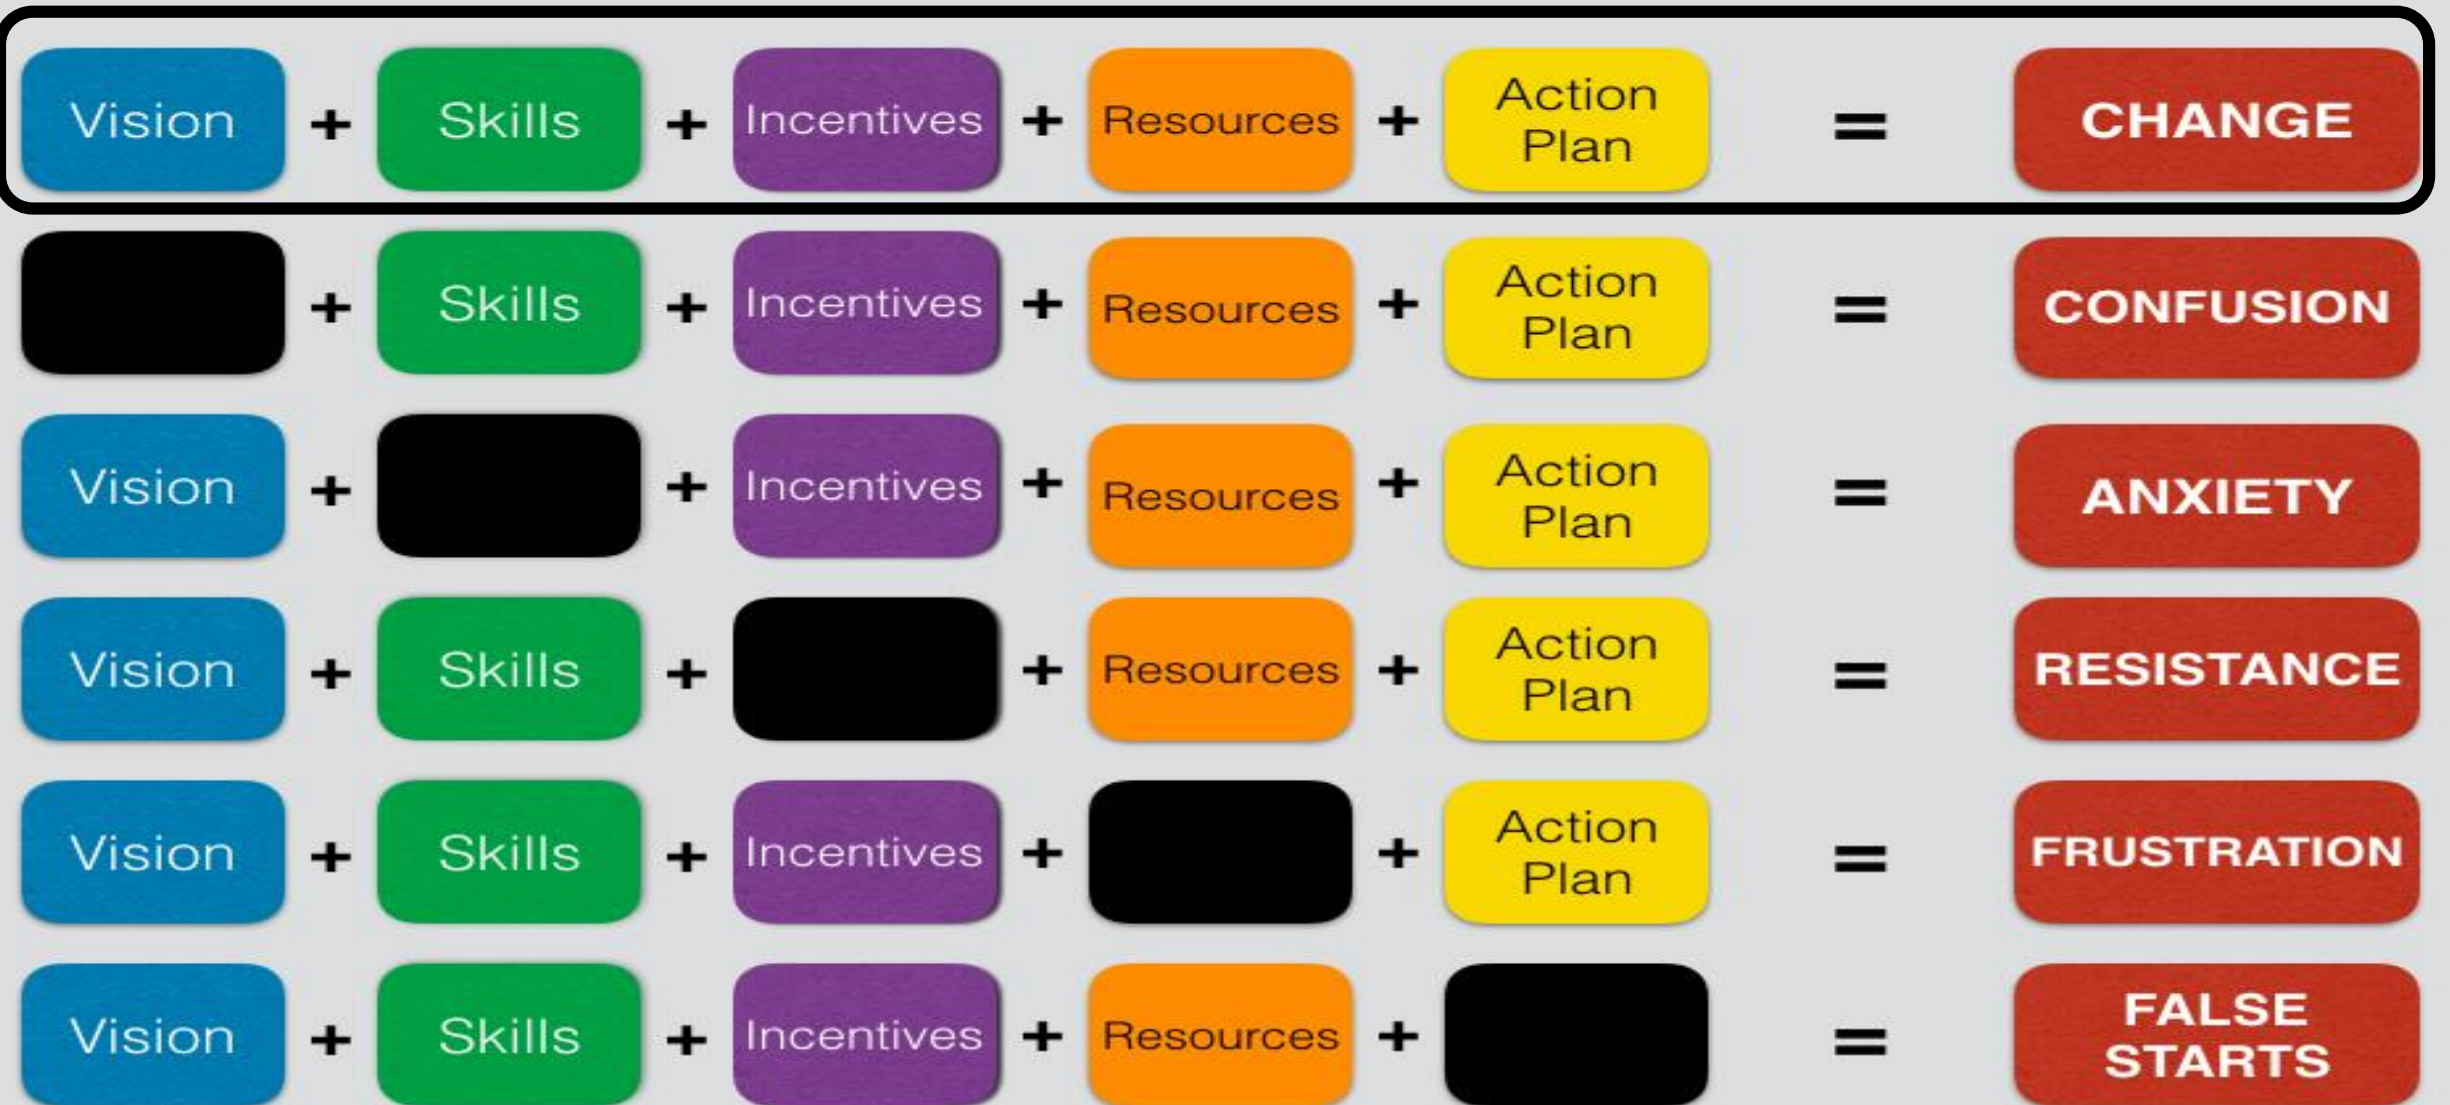 Vision + Skills + Incentives + Resources + Action Plan = CHANGE
+ Skills + Incentives + Resources + Action Plan = CONFUSION
Vision + + Incentives + Resources + Action Plan = ANXIETY
Vision + Skills + + Resources + Action Plan = RESISTANCE
Vision + Skills + Incentives + + Action Plan = FRUSTRATION
Vision + Skills + Incentives + Resources + = FALSE STARTS